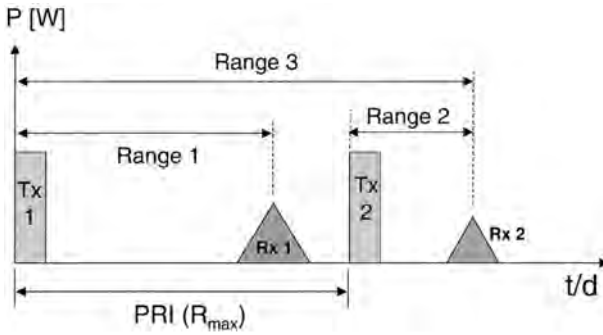 P [W]
Range 3
Range 2
Range 1
Tx
1
Tx
2
Rx 1
Rx 2
t/d
PRI (Rmax)